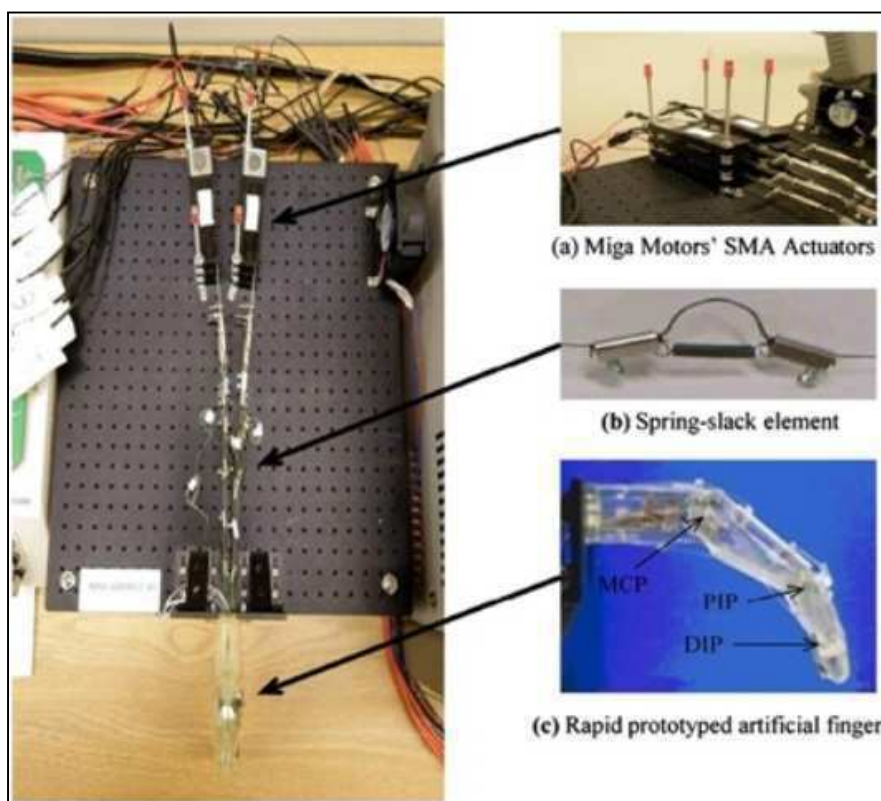 (a) Miga Motors' SMA Actuators
(b) Spring-slack element
MCP
PIP
DIP
(c) Rapid prototyped artificial finger